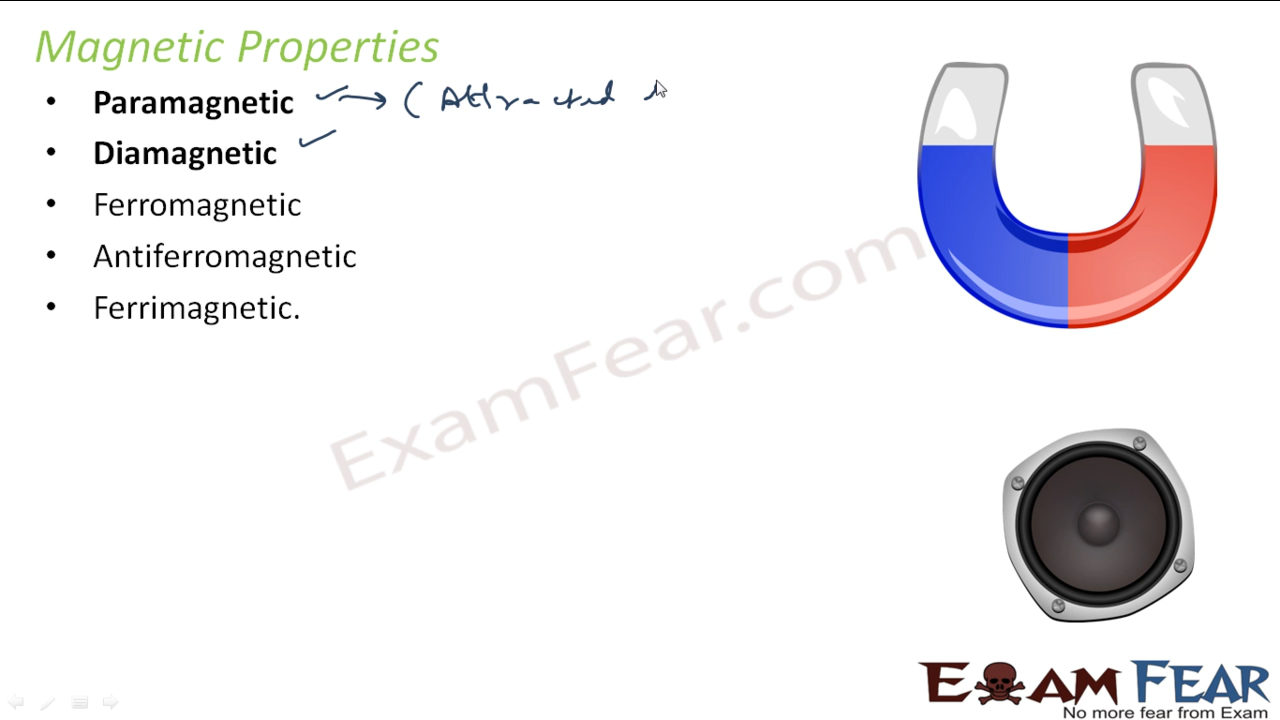 Magnetic Properties
• Paramagnetic ✓→ ( Attracted
• Diamagnetic ✓
• Ferromagnetic
• Antiferromagnetic
• Ferrimagnetic.
ExamFear.com
EXAM FEAR
No more fear from Exam